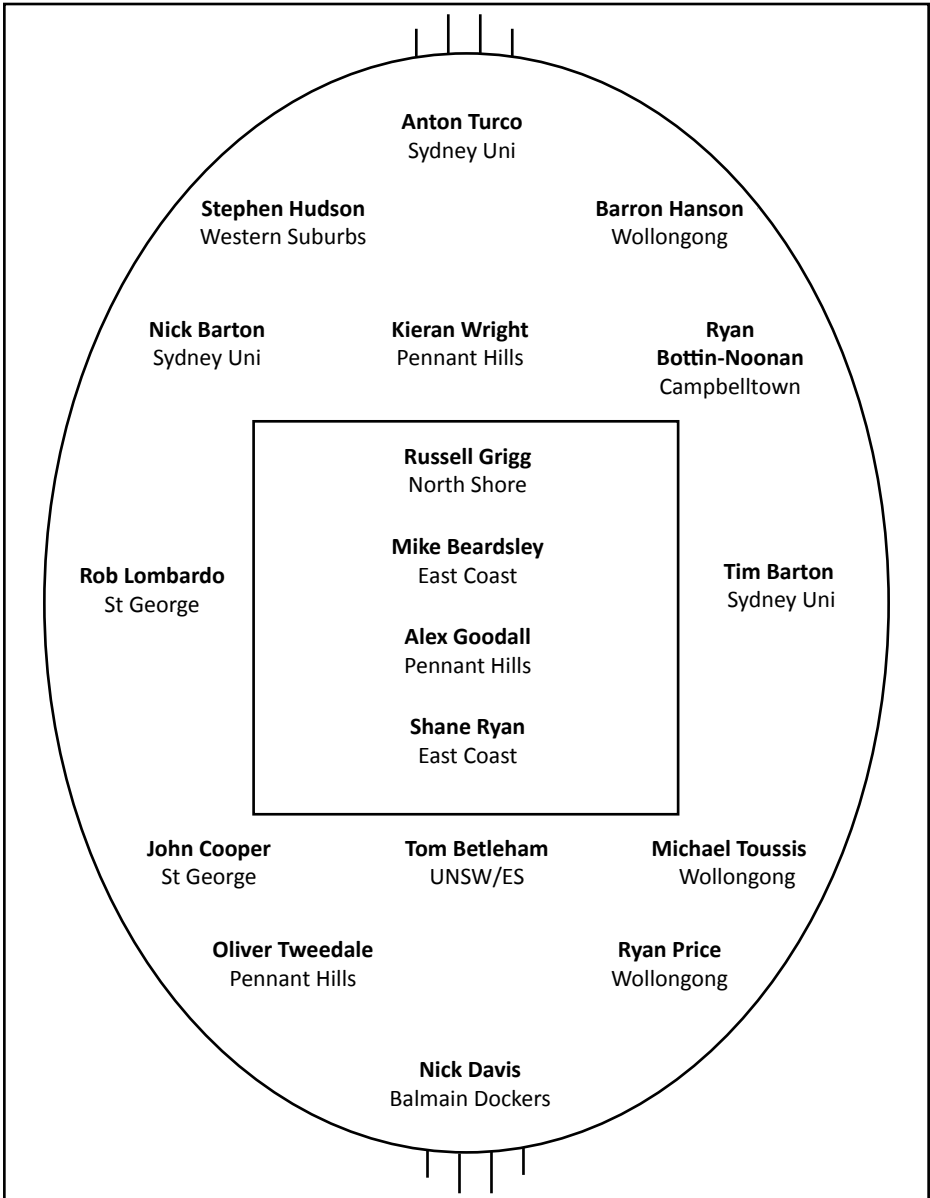 Anton Turco
Sydney Uni
Stephen Hudson
Western Suburbs
Barron Hanson
Wollongong
Nick Barton
Sydney Uni
Kieran Wright
Pennant Hills
Ryan
Bottin-Noonan
Campbelltown
Russell Grigg
North Shore
Mike Beardsley
East Coast
Rob Lombardo
St George
Tim Barton
Sydney Uni
Alex Goodall
Pennant Hills
Shane Ryan
East Coast
John Cooper
St George
Tom Betleham
UNSW/ES
Michael Toussis
Wollongong
Oliver Tweedale
Pennant Hills
Ryan Price
Wollongong
Nick Davis
Balmain Dockers